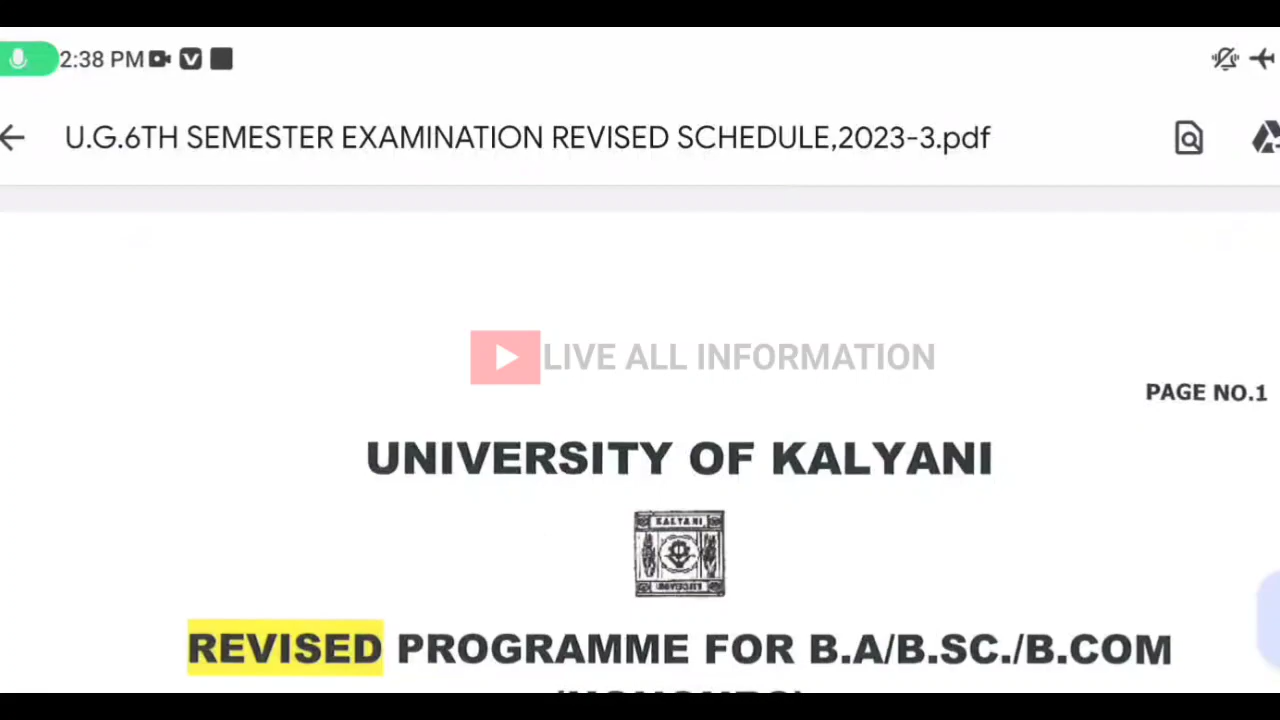 2:38 PM
U.G.6TH SEMESTER EXAMINATION REVISED SCHEDULE,2023-3.pdf
LIVE ALL INFORMATION
PAGE NO.1
UNIVERSITY OF KALYANI
KALYANI
REVISED PROGRAMME FOR B.A/B.SC./B.COM